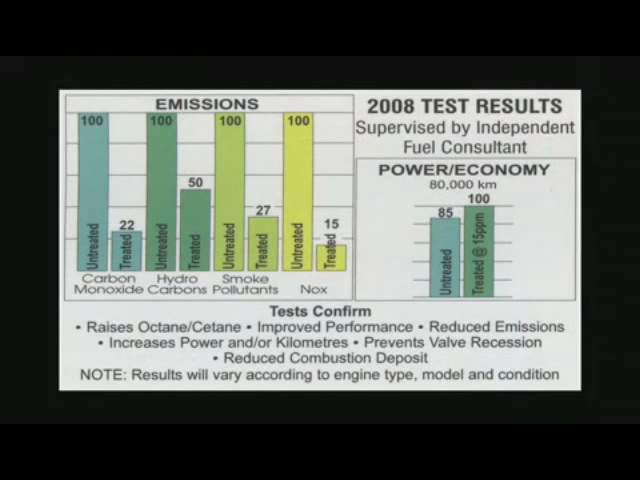 EMISSIONS
100 100 100 100
22 50 27 15
Untreated Treated Untreated Treated Untreated Treated Untreated Treated
Carbon Monoxide
Hydro Carbons
Smoke Pollutants
Nox
2008 TEST RESULTS
Supervised by Independent
Fuel Consultant
POWER/ECONOMY
80,000 km
85 100
Untreated Treated @ 15ppm
Tests Confirm
• Raises Octane/Cetane • Improved Performance • Reduced Emissions
• Increases Power and/or Kilometres • Prevents Valve Recession
• Reduced Combustion Deposit
NOTE: Results will vary according to engine type, model and condition